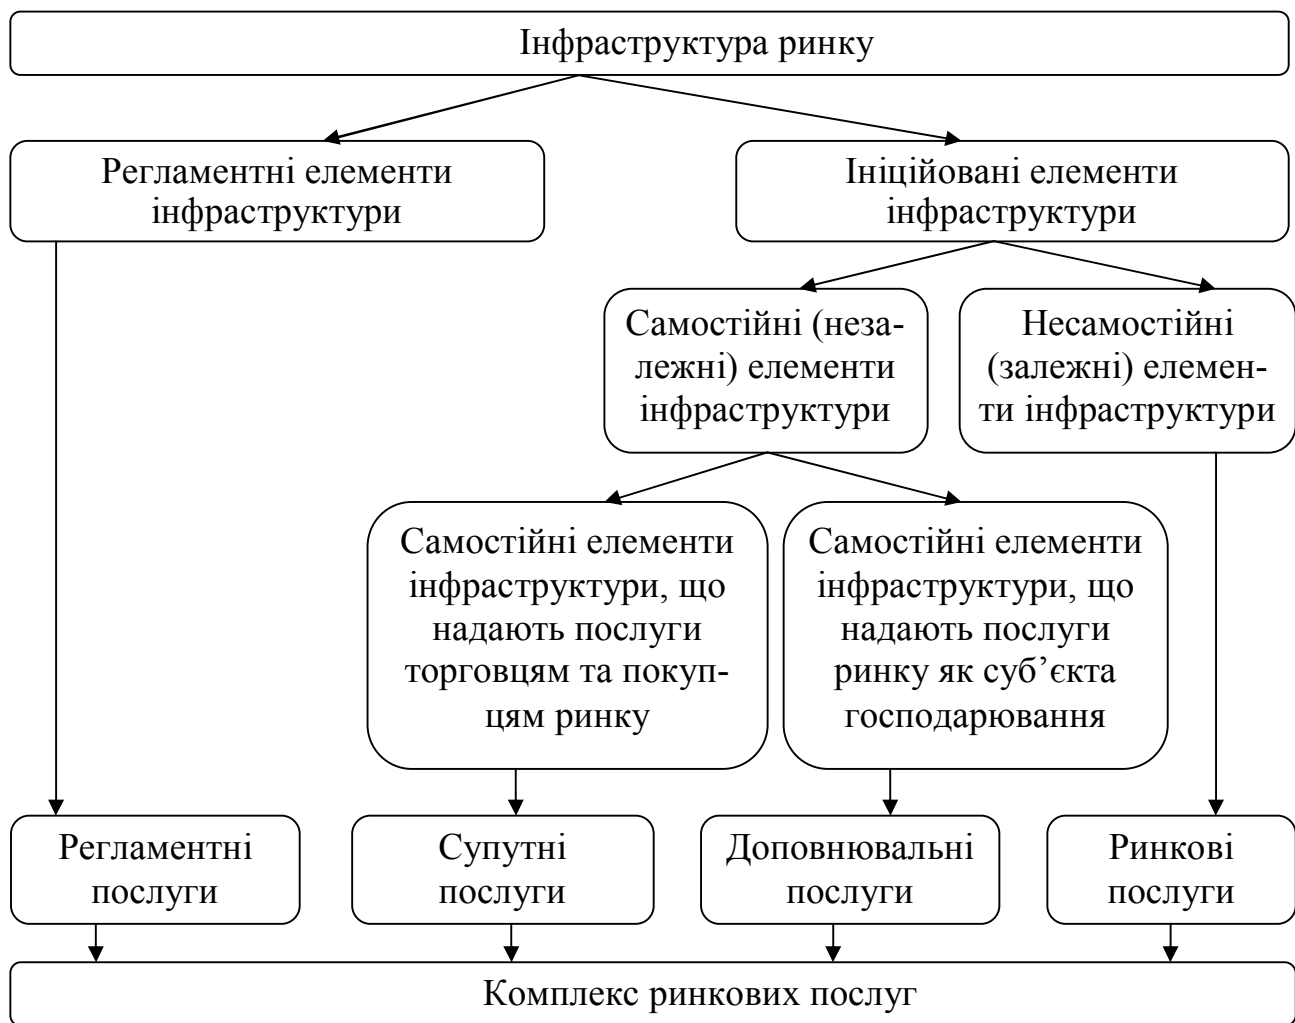 Інфраструктура ринку
Регламентні елементи
інфраструктури
Ініційовані елементи
інфраструктури
Самостійні (неза-
лежні) елементи
інфраструктури
Несамостійні
(залежні) елемен-
ти інфраструктури
Самостійні елементи
інфраструктури, що
надають послуги
торговцям та покуп-
цям ринку
Самостійні елементи
інфраструктури, що
надають послуги
ринку як суб’єкта
господарювання
Регламентні
послуги
Супутні
послуги
Доповнювальні
послуги
Ринкові
послуги
Комплекс ринкових послуг